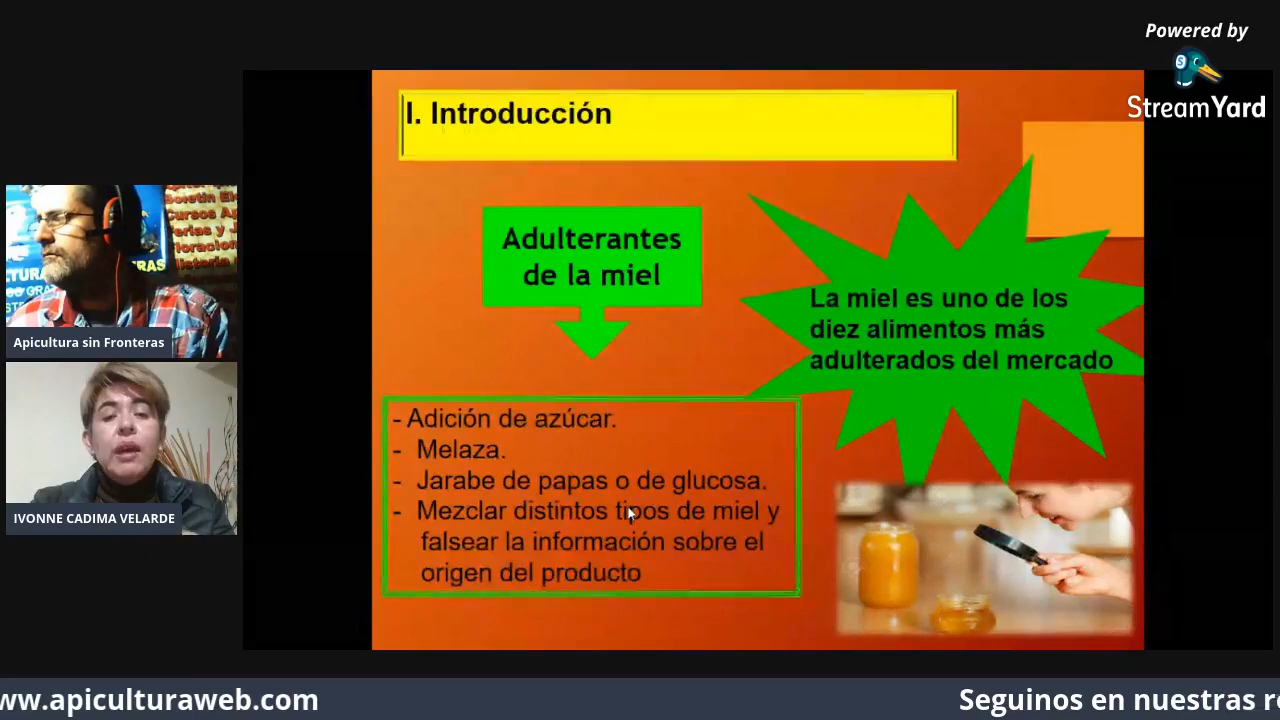 Powered by
StreamYard
I. Introducción
Adulterantes
de la miel
La miel es uno de los
diez alimentos más
adulterados del mercado
- Adición de azúcar.
- Melaza.
- Jarabe de papas o de glucosa.
- Mezclar distintos tipos de miel y
falsear la información sobre el
origen del producto
Apicultura sin Fronteras
IVONNE CADIMA VELARDE
ww.apiculturaweb.com
Seguinos en nuestras